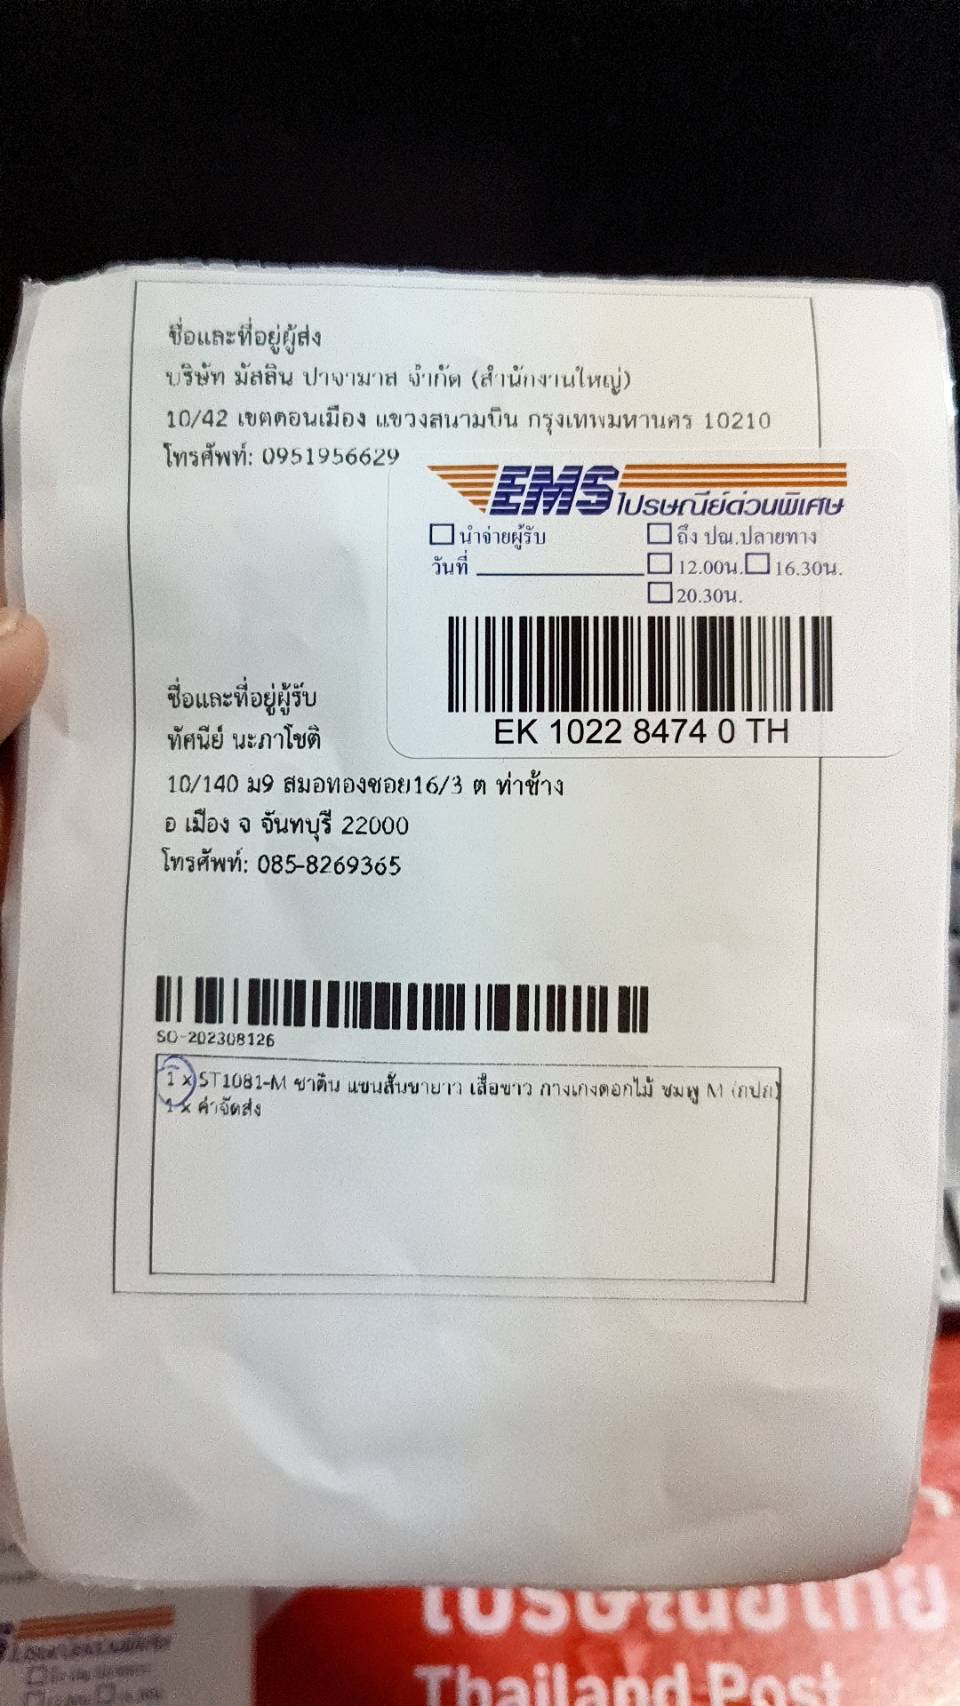 ชื่อและที่อยู่ผู้ส่ง
บริษัท มัสลิน ปาจามาส จำกัด (สำนักงานใหญ่)
10/42 เขตดอนเมือง แขวงสนามบิน กรุงเทพมหานคร 10210
โทรศัพท์: 0951956629
EMS ไปรษณีย์ด่วนพิเศษ
นำจ่ายผู้รับ
ถึง ปณ.ปลายทาง
วันที่
12.00น. 16.30น.
20.30น.
EK 1022 8474 0 TH
ชื่อและที่อยู่ผู้รับ
ทัศนีย์ นะภาโชติ
10/140 ม9 สมอทองซอย16/3 ต ท่าช้าง
อ เมือง จ จันทบุรี 22000
โทรศัพท์: 085-8269365
SO-202308126
1 x ST1081-M ซาติน แขนสั้นขายาว เสื้อขาว กางเกงดอกไม้ ชมพู M (กปก)
1 x ค่าจัดส่ง
ไปรษณีย์ไทย
Thailand Post